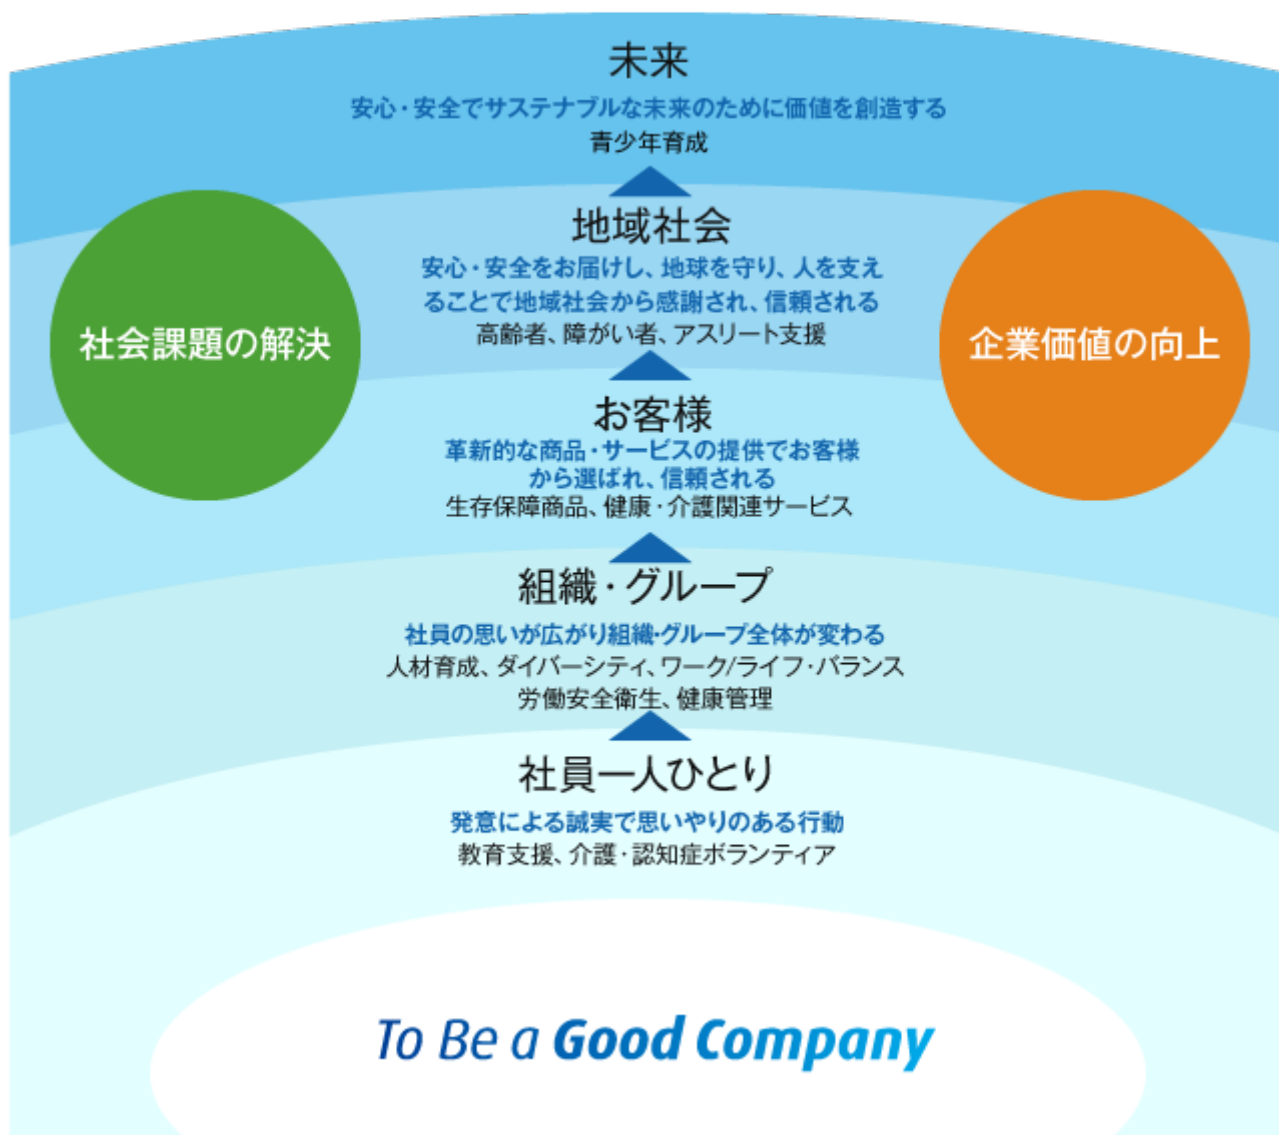 未来
安心・安全でサステナブルな未来のために価値を創造する
青少年育成
地域社会
安心・安全をお届けし、地球を守り、人を支え
ることで地域社会から感謝され、信頼される
高齢者、障がい者、アスリート支援
社会課題の解決
企業価値の向上
お客様
革新的な商品・サービスの提供でお客様
から選ばれ、信頼される
生存保障商品、健康・介護関連サービス
組織・グループ
社員の思いが広がり組織・グループ全体が変わる
人材育成、ダイバーシティ、ワーク/ライフ・バランス
労働安全衛生、健康管理
社員一人ひとり
発意による誠実で思いやりのある行動
教育支援、介護・認知症ボランティア
To Be a Good Company